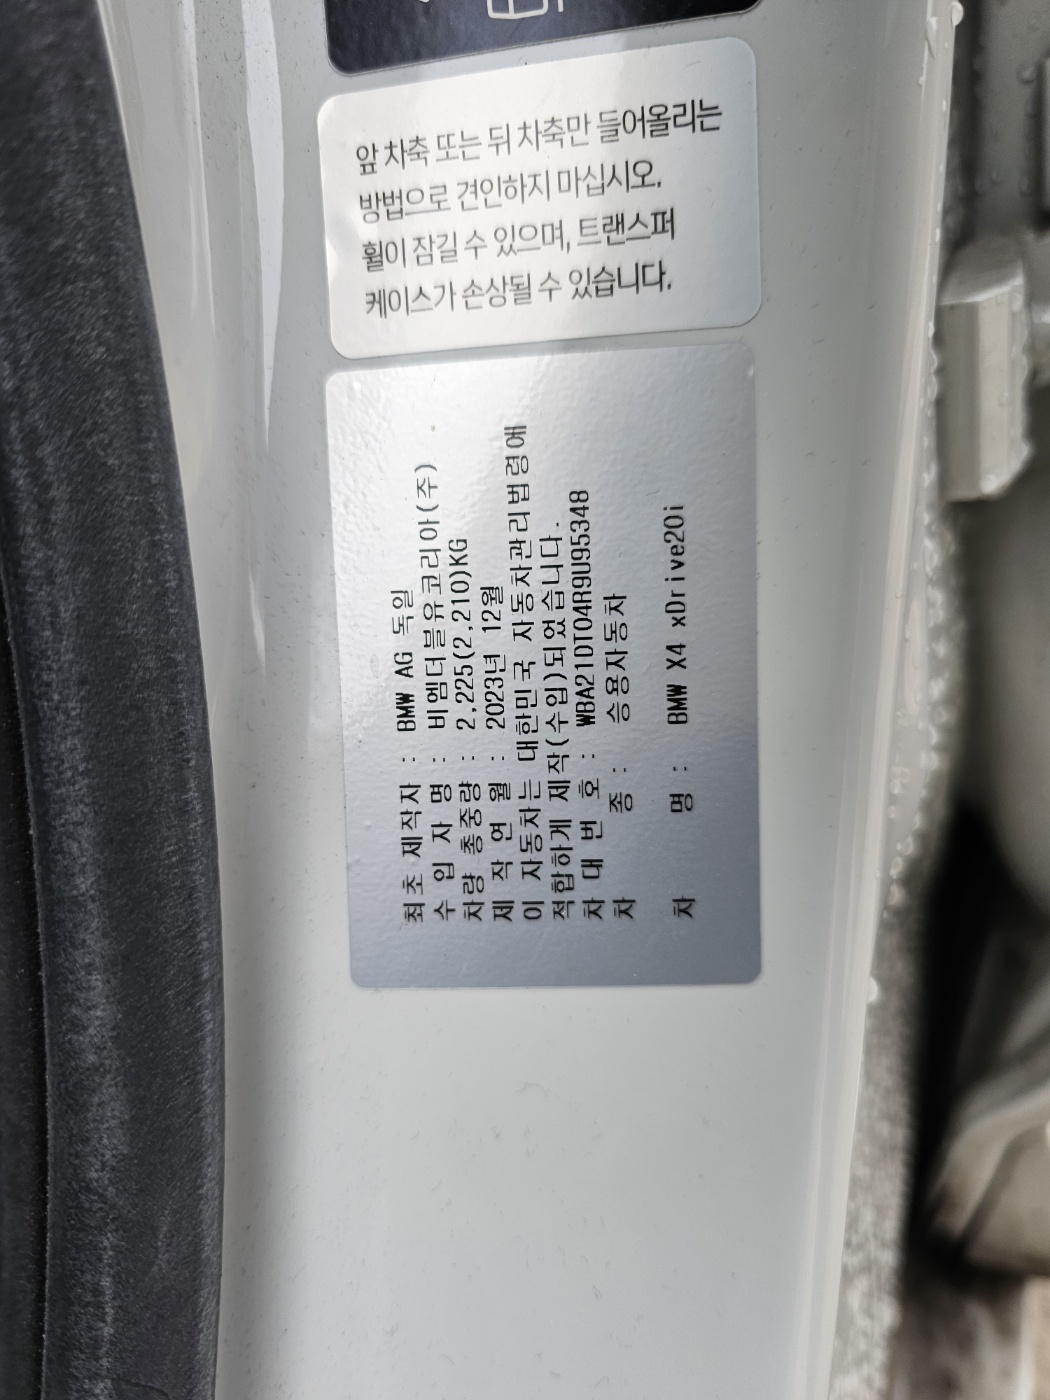 앞 차축 또는 뒤 차축만 들어올리는
방법으로 견인하지 마십시오.
휠이 잠길 수 있으며, 트랜스퍼
케이스가 손상될 수 있습니다.
최초 제작자 : BMW AG 독일
수 입 자 명 : 비엠더블유코리아(주)
차량 총중량 : 2,225(2,210)KG
제 작 연 월 : 2023년 12월
이 자동차는 대한민국 자동차관리법령에
적합하게 제작(수입)되었습니다.
차 대 번 호 : WBA21DT04R9U95348
차 종 : 승용자동차
차 명 : BMW X4 xDrive20i